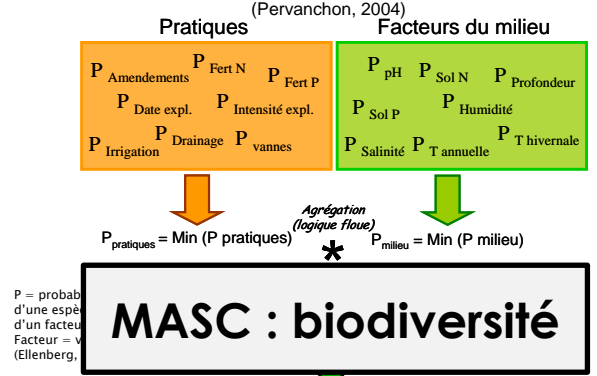 (Pervanchon, 2004)
Pratiques
Facteurs du milieu
P Amendements P Fert N P Fert P
P Date expl. P Intensité expl.
P Irrigation P Drainage P vannes
P pH P Sol N P Profondeur
P Sol P P Humidité
P Salinité P T annuelle P T hivernale
Agrégation
(logique floue)
P pratiques = Min (P pratiques) * P milieu = Min (P milieu)
P = probab
d'une espè
d'un facteu
Facteur = v
(Ellenberg,
MASC : biodiversité